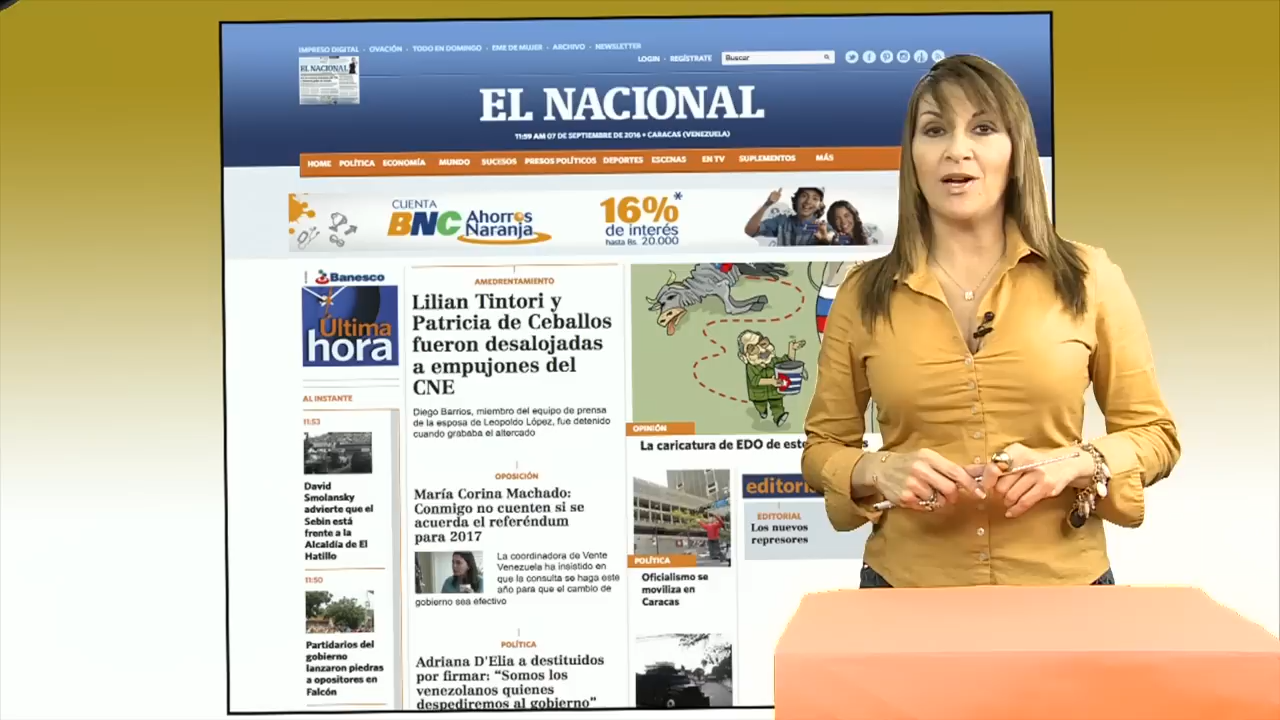 IMPRESO DIGITAL - OVACIÓN - TODO EN DOMINGO - EME DE MUJER - ARCHIVO - NEWSLETTER
LOGIN - REGÍSTRATE
Buscar
EL NACIONAL
EL NACIONAL
11:59 AM 07 DE SEPTIEMBRE DE 2016 • CARACAS (VENEZUELA)
HOME POLÍTICA ECONOMÍA MUNDO SUCESOS PRESOS POLÍTICOS DEPORTES ESCENAS EN TV SUPLEMENTOS MÁS
CUENTA
BNC Ahorros
Naranja
16%*
de interés
hasta Bs. 20.000
Banesco
Última
hora
AL INSTANTE
11:53
David
Smolansky
advierte que el
Sebin está
frente a la
Alcaldía de El
Hatillo
11:50
Partidarios del
gobierno
lanzaron piedras
a opositores en
Falcón
AMEDRENTAMIENTO
Lilian Tintori y
Patricia de Ceballos
fueron desalojadas
a empujones del
CNE
Diego Barrios, miembro del equipo de prensa
de la esposa de Leopoldo López, fue detenido
cuando grababa el altercado
OPOSICIÓN
María Corina Machado:
Conmigo no cuenten si se
acuerda el referéndum
para 2017
La coordinadora de Vente
Venezuela ha insistido en
que la consulta se haga este
año para que el cambio de
gobierno sea efectivo
POLÍTICA
Adriana D'Elia a destituidos
por firmar: "Somos los
venezolanos quienes
despediremos al gobierno"
OPINIÓN
La caricatura de EDO de este
POLÍTICA
Oficialismo se
moviliza en
Caracas
editori
EDITORIAL
Los nuevos
represores